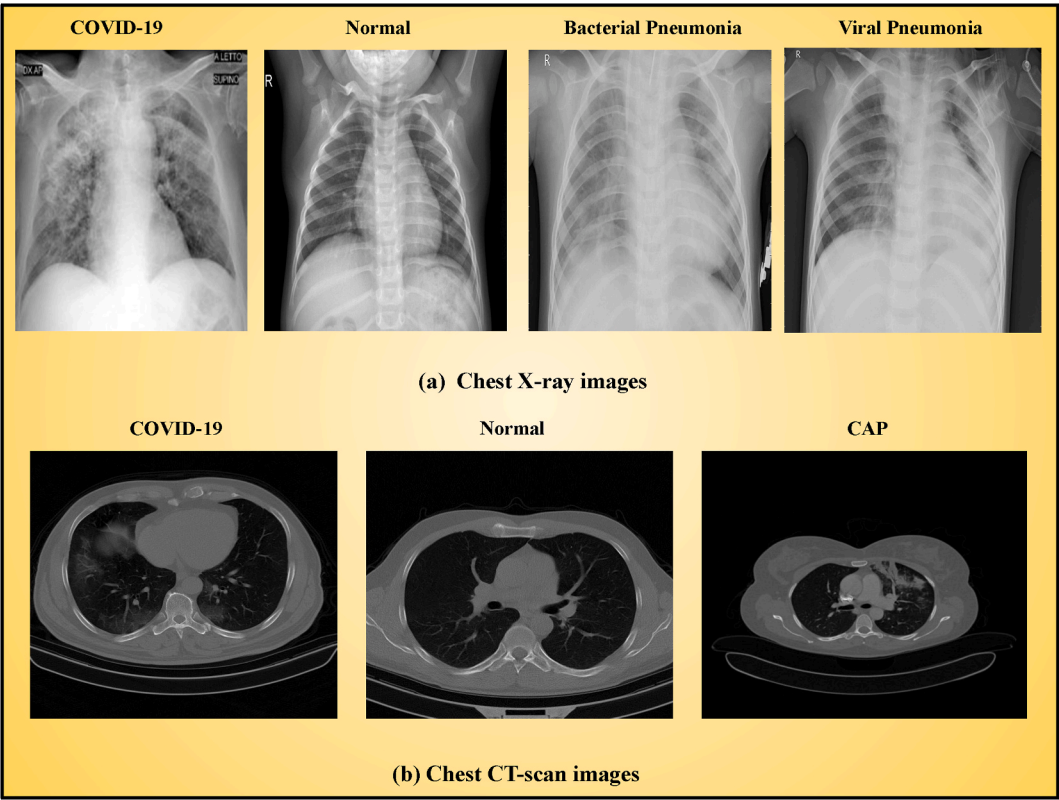 COVID-19
Normal
Bacterial Pneumonia
Viral Pneumonia
DX AP
A LETTO
SUPINO
R
R
R
(a) Chest X-ray images
COVID-19
Normal
CAP
(b) Chest CT-scan images